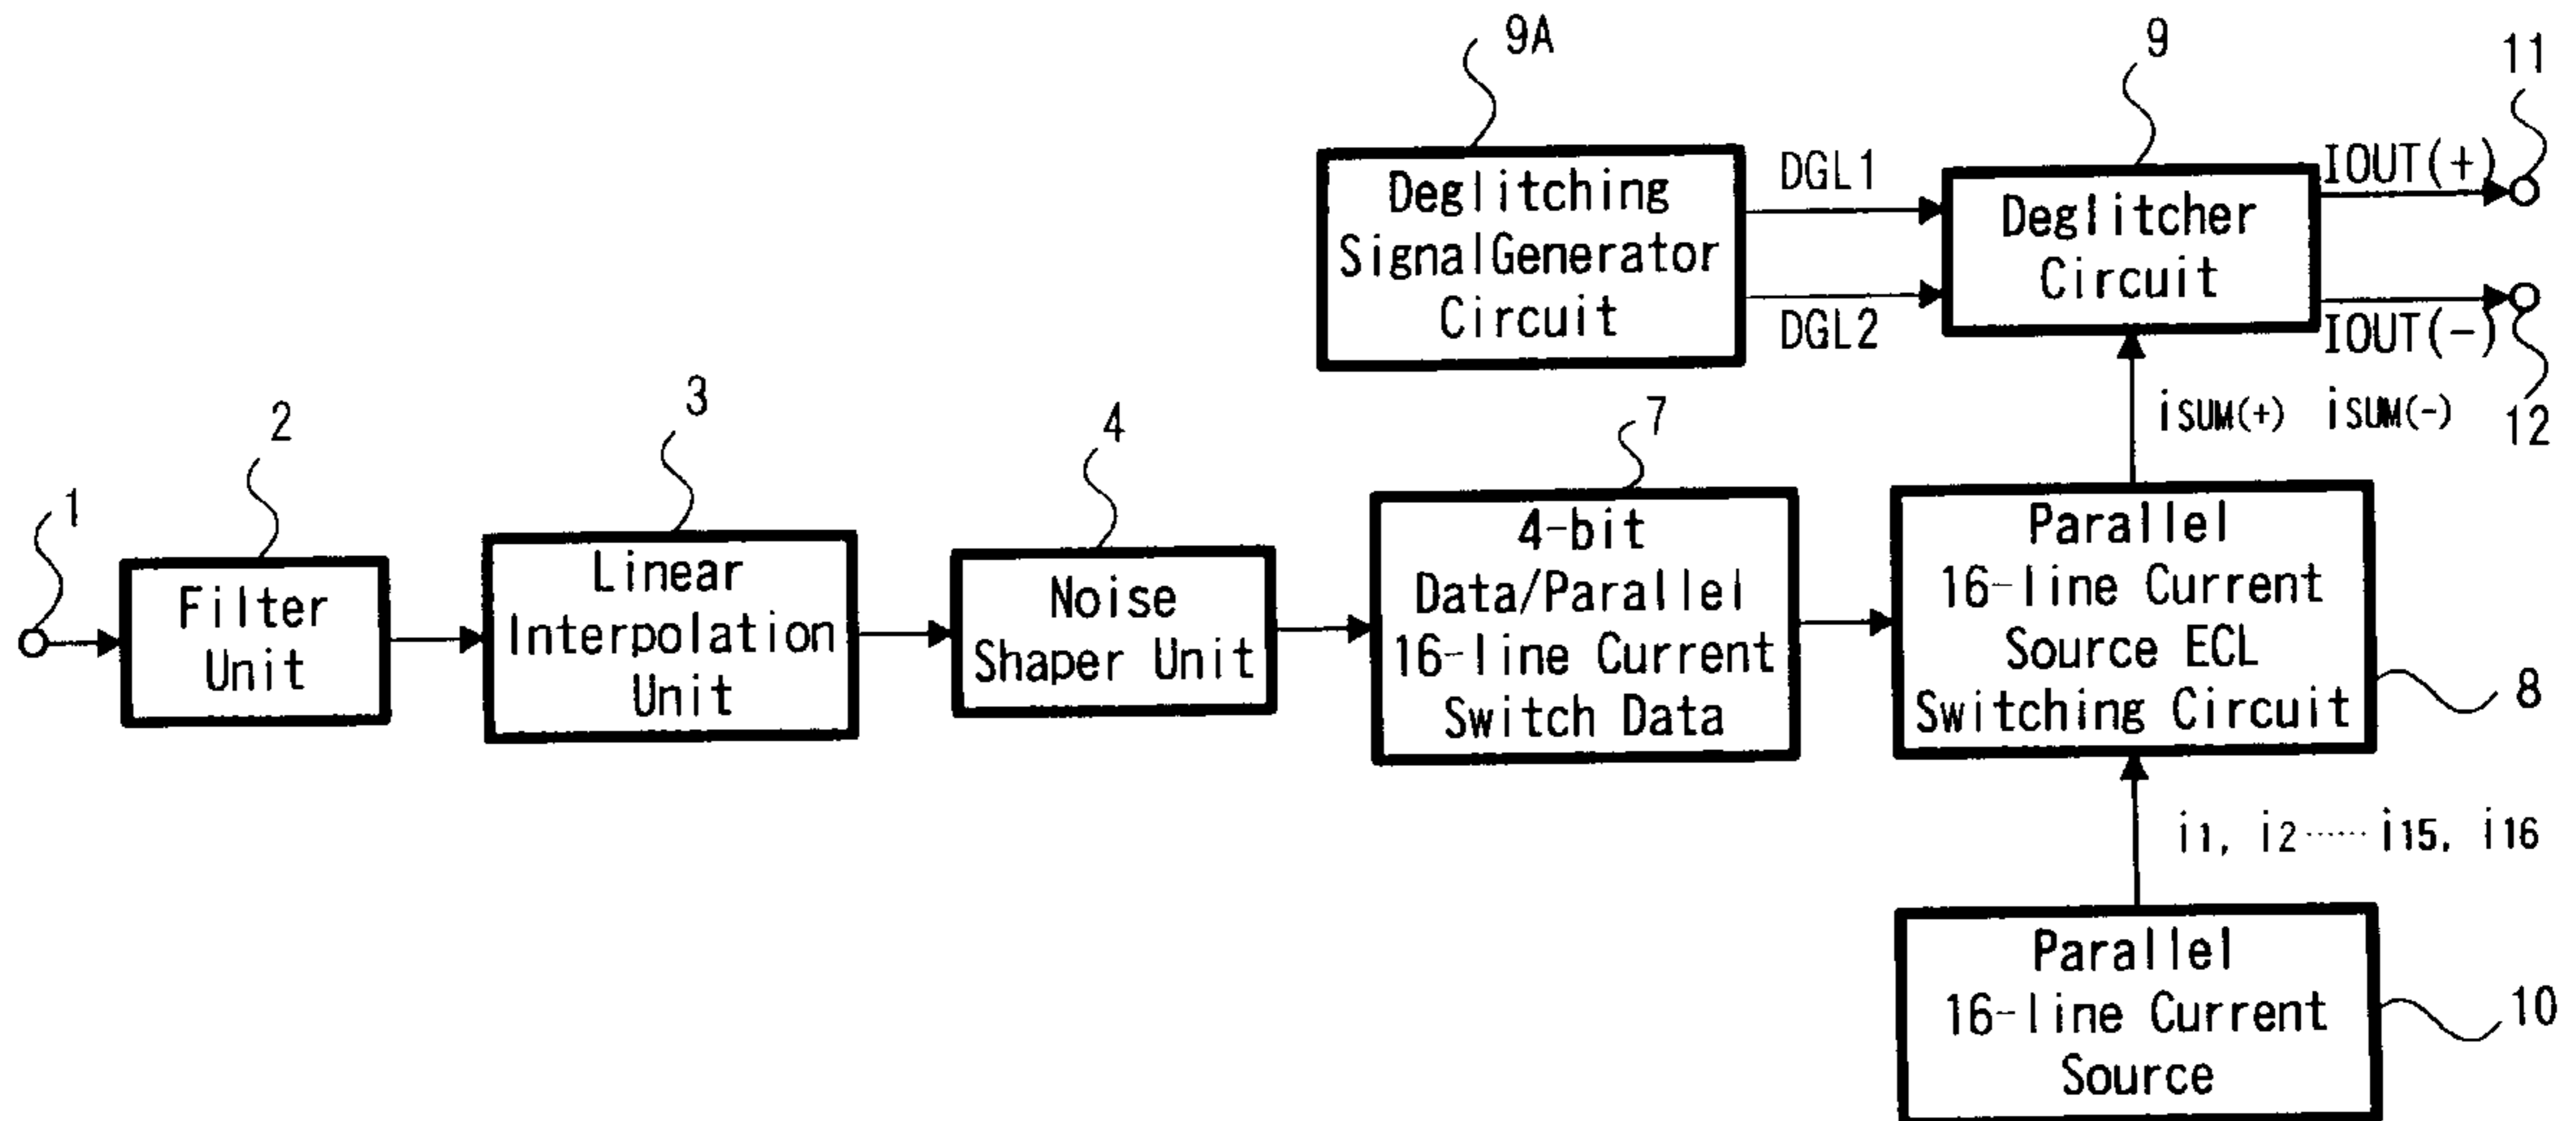 9A
9
11
Deglitching
SignalGenerator
Circuit
DGL1
DGL2
Deglitcher
Circuit
IOUT(+)
IOUT(-)
12
iSUM(+) iSUM(-)
1
2
Filter
Unit
3
Linear
Interpolation
Unit
4
Noise
Shaper Unit
7
4-bit
Data/Parallel
16-line Current
Switch Data
Parallel
16-line Current
Source ECL
Switching Circuit
8
i1, i2······i15, i16
Parallel
16-line Current
Source
10